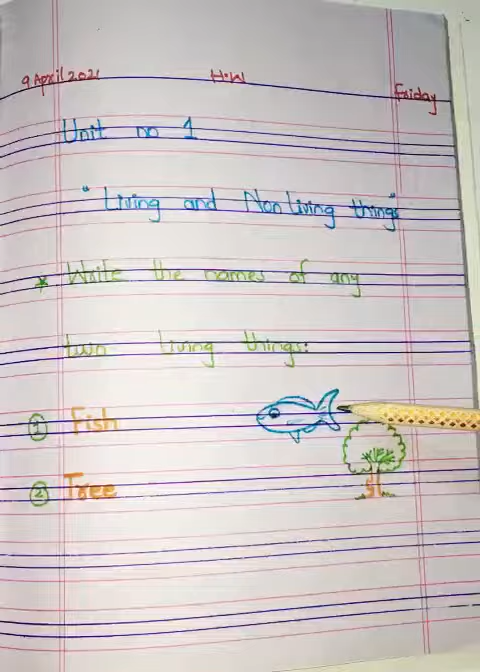 9 April 2021 H.W
Friday
Unit no 1
"Living and Non living things"
* Write the names of any
two living things:
1 Fish
2 Tree